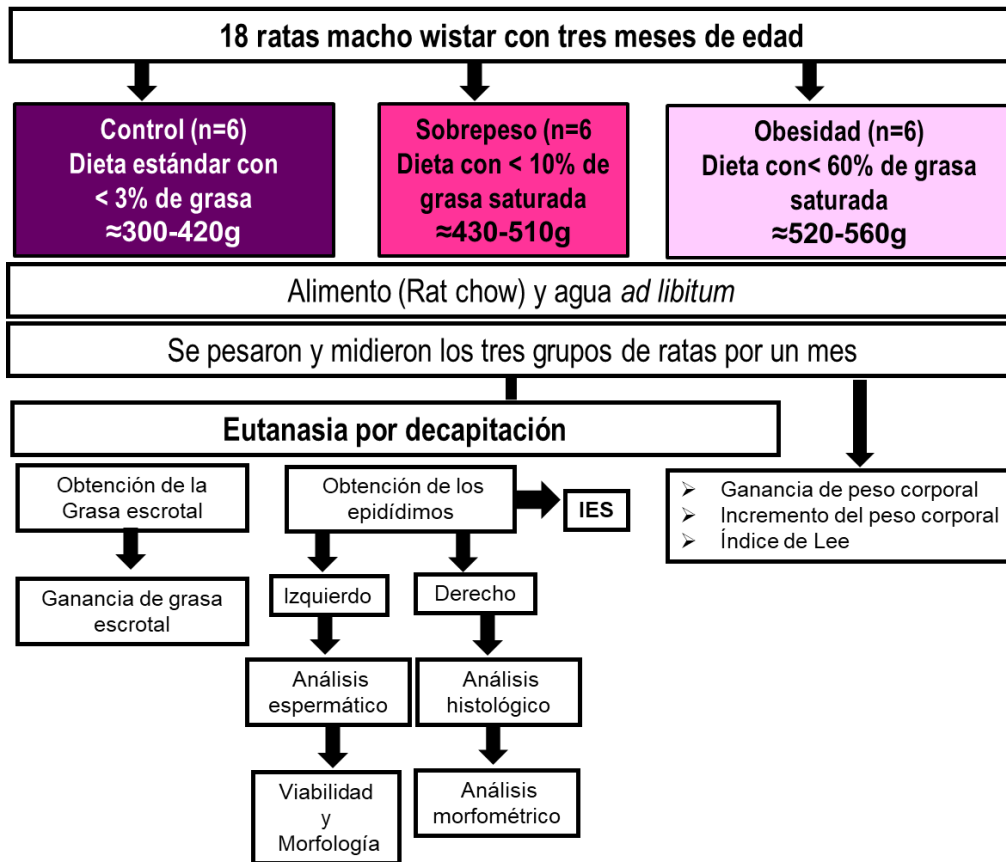 18 ratas macho wistar con tres meses de edad
Control (n=6)
Dieta estándar con
< 3% de grasa
≈300-420g
Sobrepeso (n=6
Dieta con < 10% de
grasa saturada
≈430-510g
Obesidad (n=6)
Dieta con< 60% de grasa
saturada
≈520-560g
Alimento (Rat chow) y agua ad libitum
Se pesaron y midieron los tres grupos de ratas por un mes
Eutanasia por decapitación
Obtención de la
Grasa escrotal
Obtención de los
epidídimos
IES
➢ Ganancia de peso corporal
➢ Incremento del peso corporal
➢ Índice de Lee
Ganancia de grasa
escrotal
Izquierdo
Derecho
Análisis
espermático
Análisis
histológico
Viabilidad
y
Morfología
Análisis
morfométrico